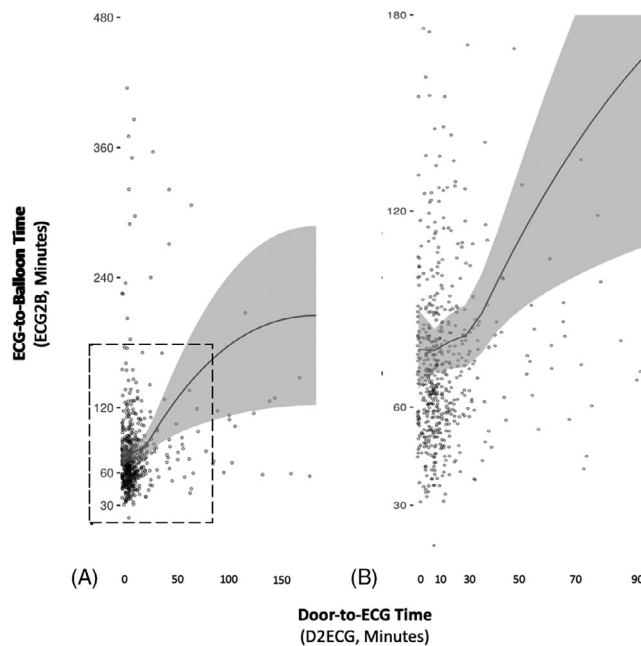 480
360
240
120
60
30
ECG-to-Balloon Time
(ECG2B, Minutes)
(A)
0 50 100 150
180
120
60
30
(B)
0 10 30 50 70 90
Door-to-ECG Time
(D2ECG, Minutes)